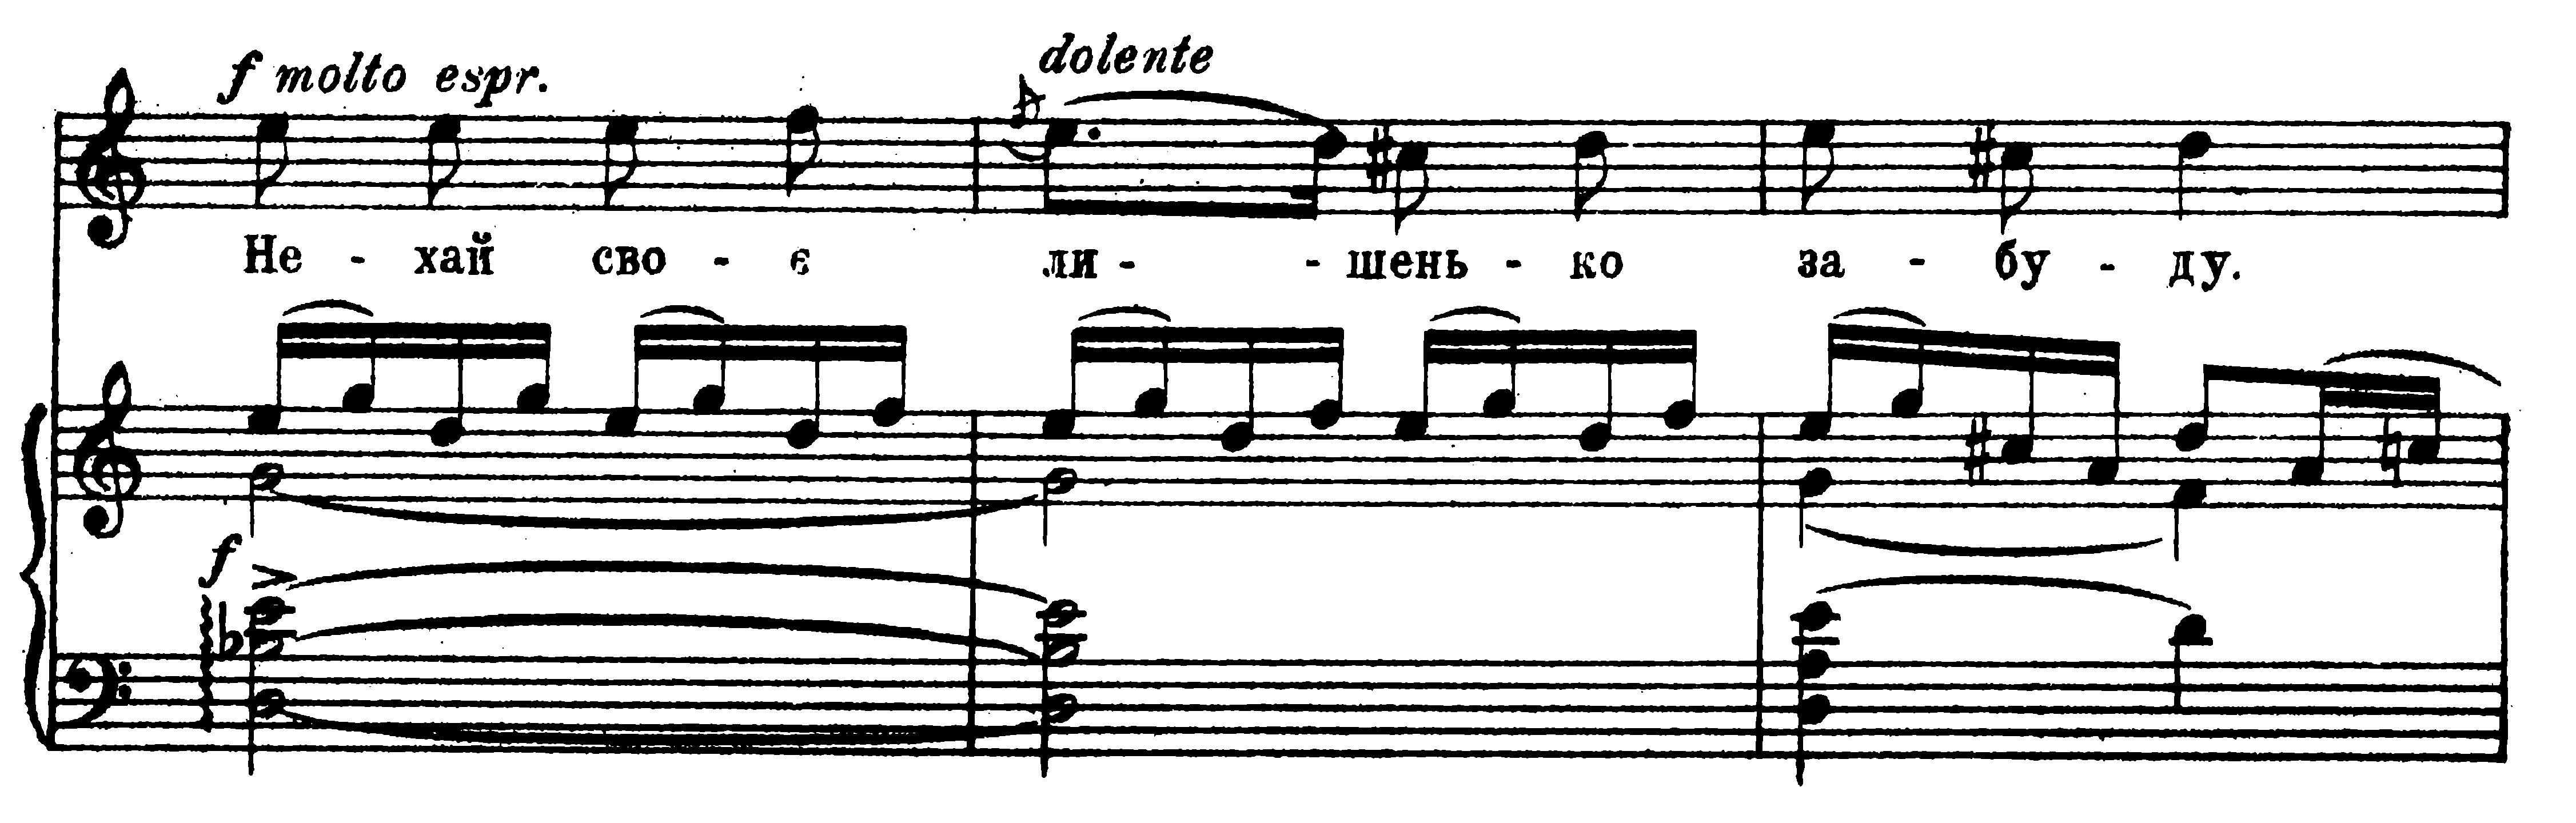 f molto espr.
dolente
Не - хай сво - є ли - - шень - ко за - бу - ду.
f